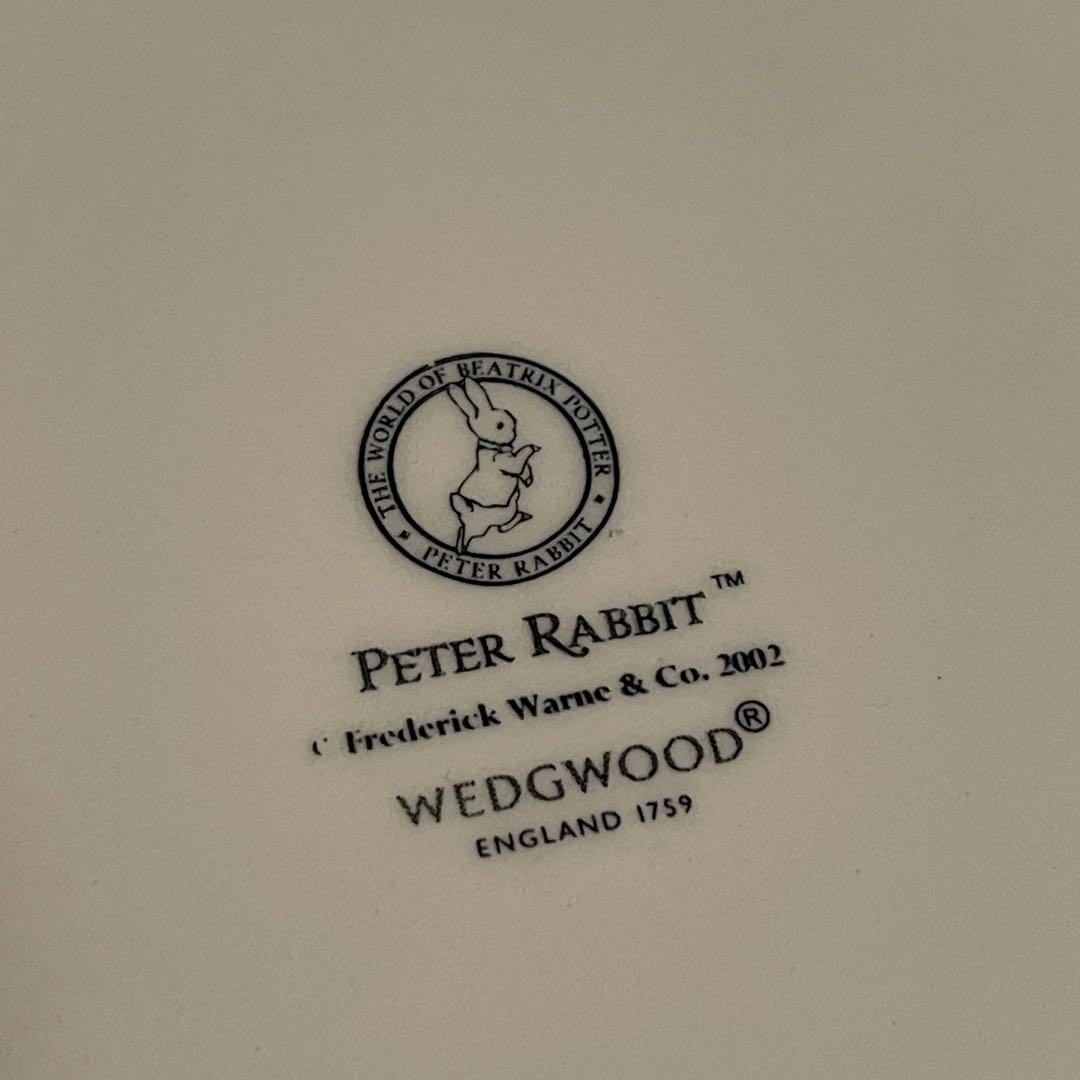 THE WORLD OF BEATRIX POTTER
PETER RABBIT
PETER RABBIT™
© Frederick Warne & Co. 2002
WEDGWOOD®
ENGLAND 1759